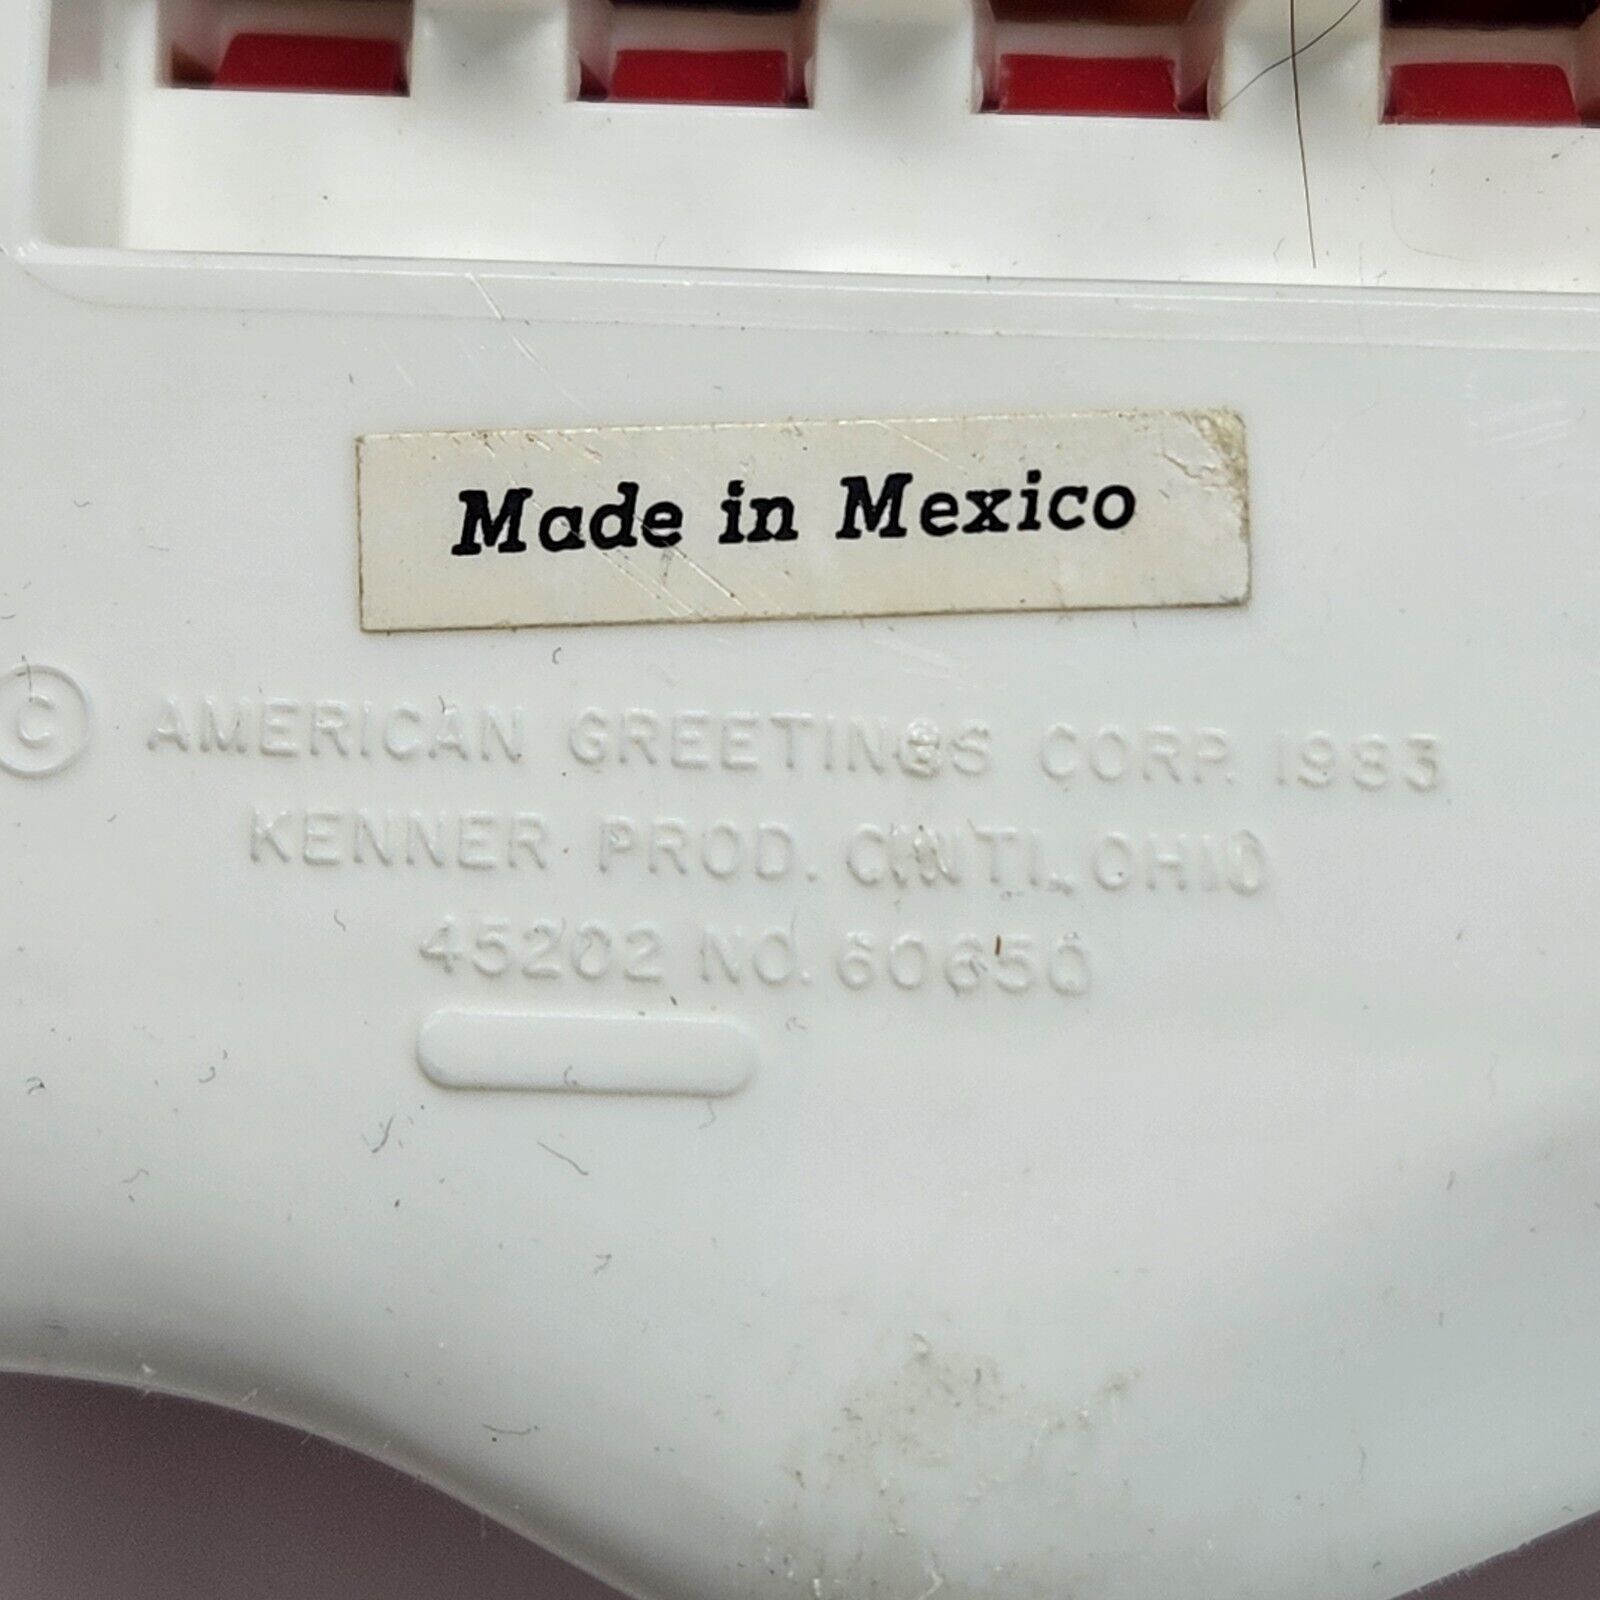 Made in Mexico
© AMERICAN GREETINGS CORP. 1983
KENNER PROD. CINTI., OHIO
45202 NO. 60650